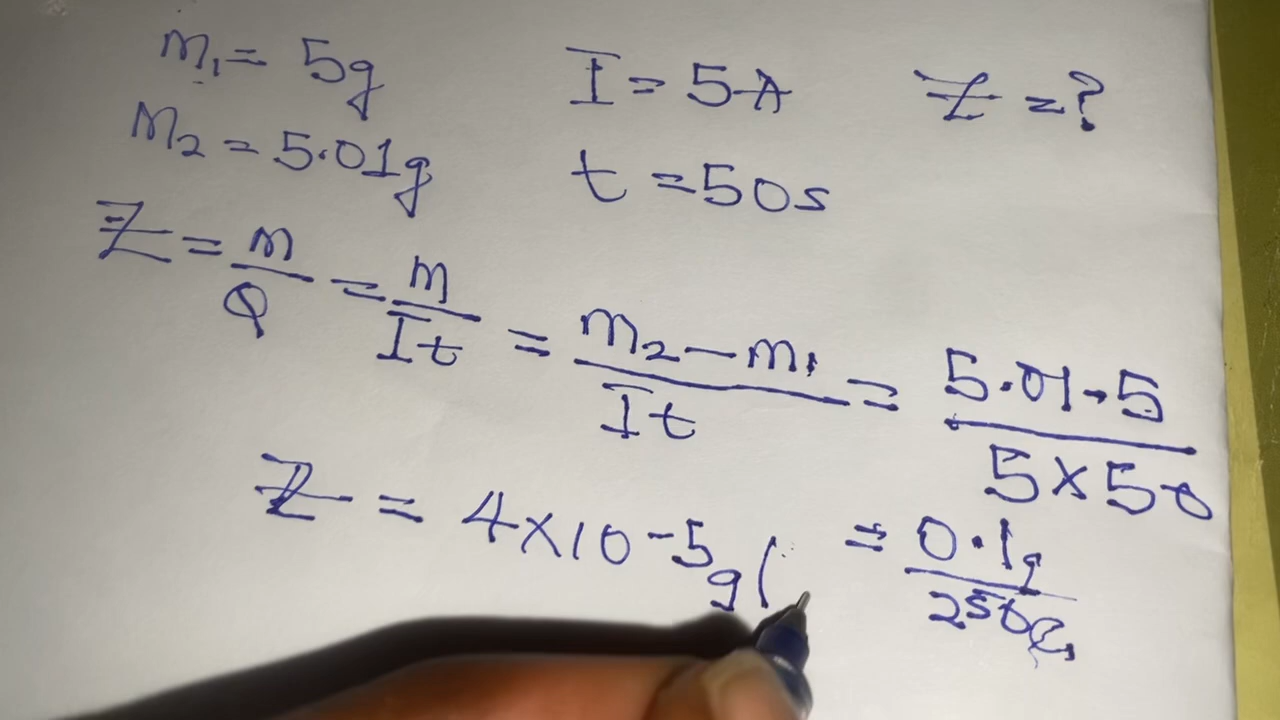 m₁ = 5g I = 5A Z = ?
m₂ = 5.01g t = 50s
Z = m/Q = m/It = m₂ - m₁/It = 5.01 - 5/5×50
Z = 4×10⁻⁵g/ = 0.1g/250C